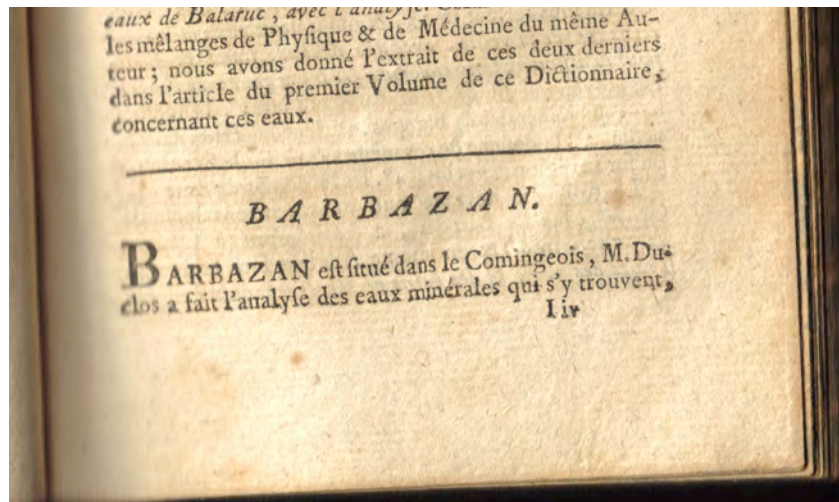 eaux de Balaruc, avec l'analyse.
les mêlanges de Phyſique & de Médecine du même Au-
teur; nous avons donné l'extrait de ces deux derniers
dans l'article du premier Volume de ce Dictionnaire,
concernant ces eaux.
BARBAZAN.
BARBAZAN eſt ſitué dans le Comingeois, M. Du-
clos a fait l'analyſe des eaux minérales qui s'y trouvent,
I iv